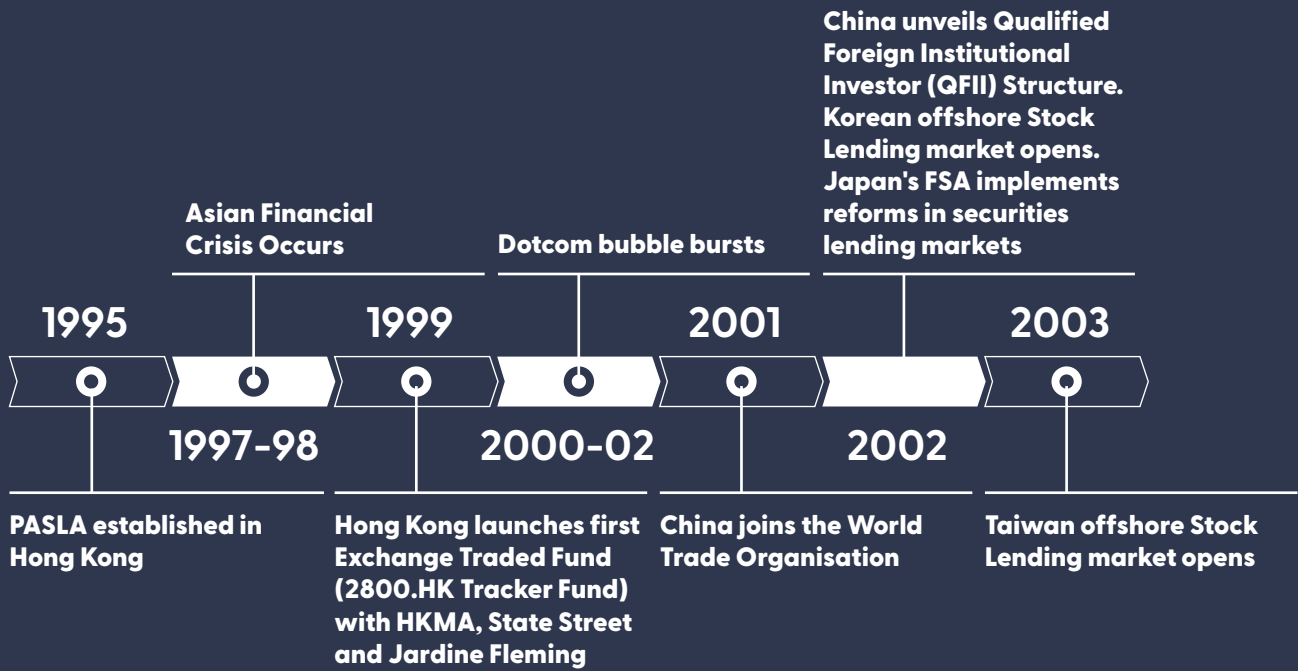 China unveils Qualified
Foreign Institutional
Investor (QFII) Structure.
Korean offshore Stock
Lending market opens.
Japan's FSA implements
reforms in securities
lending markets
Asian Financial
Crisis Occurs
Dotcom bubble bursts
1995
1999
2001
2003
1997-98
2000-02
2002
PASLA established in
Hong Kong
Hong Kong launches first
Exchange Traded Fund
(2800.HK Tracker Fund)
with HKMA, State Street
and Jardine Fleming
China joins the World
Trade Organisation
Taiwan offshore Stock
Lending market opens